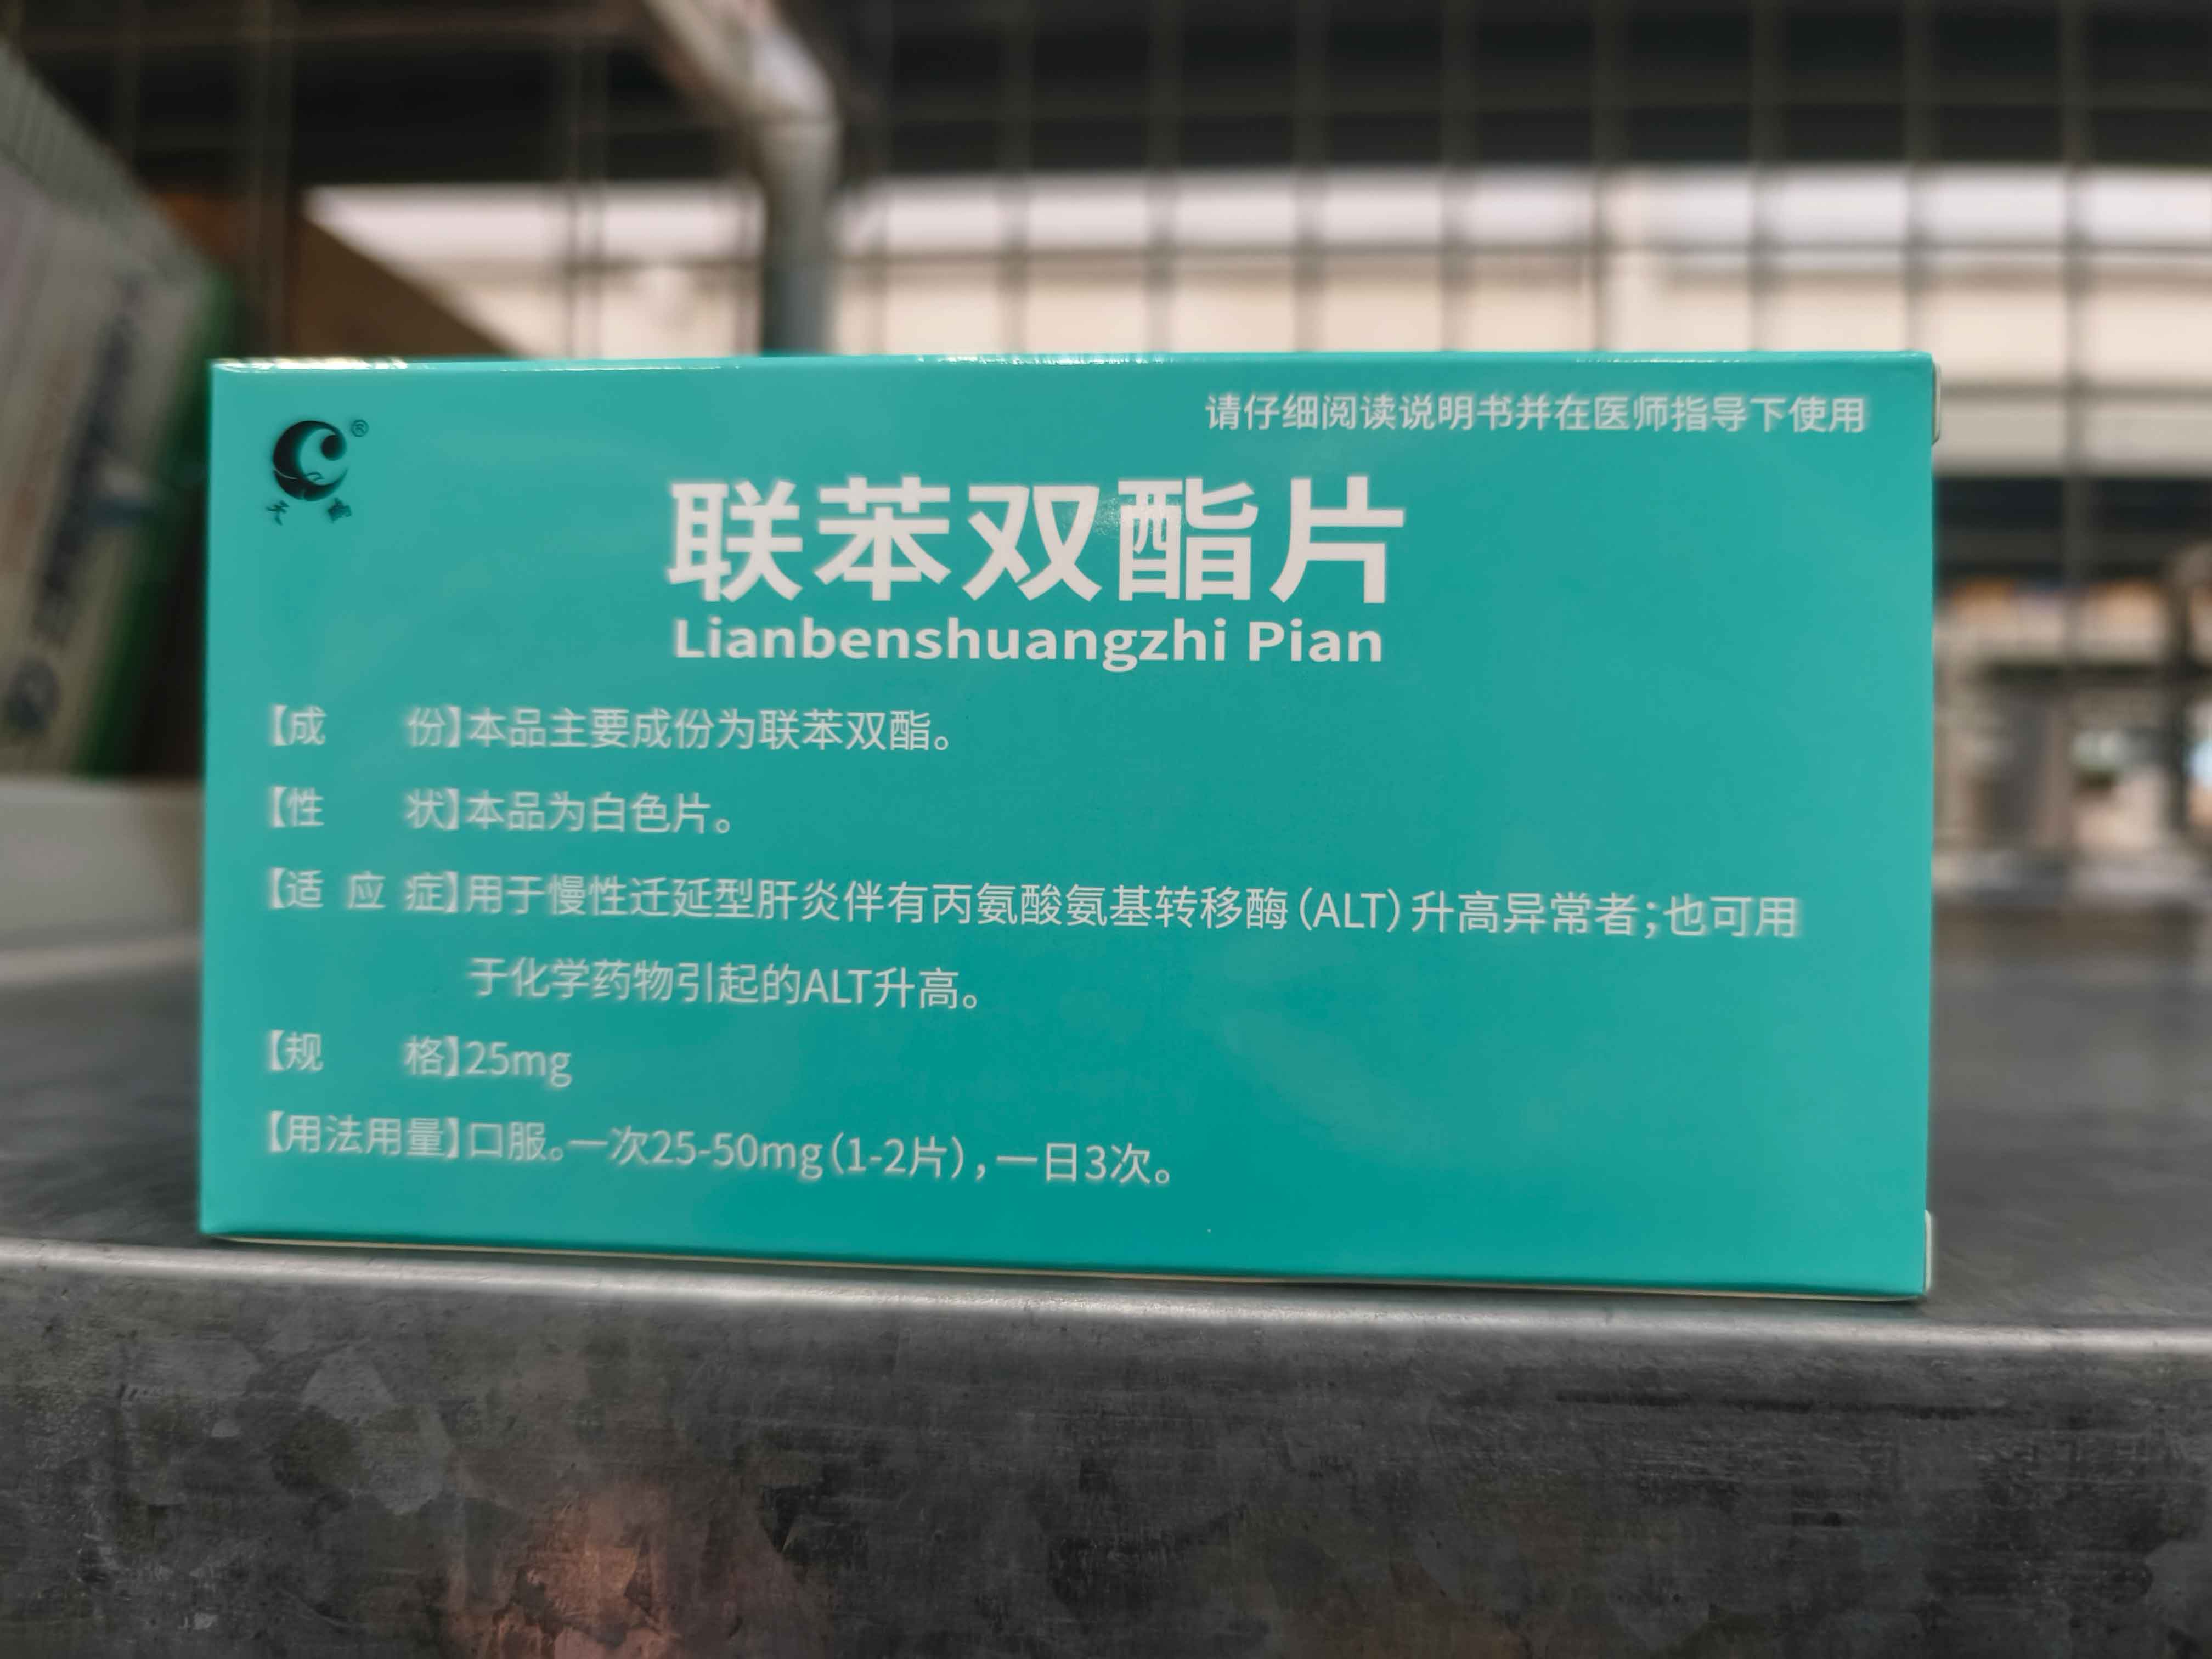 请仔细阅读说明书并在医师指导下使用
联苯双酯片
Lianbenshuangzhi Pian
【成份】本品主要成份为联苯双酯。
【性状】本品为白色片。
【适应症】用于慢性迁延型肝炎伴有丙氨酸氨基转移酶(ALT)升高异常者;也可用
于化学药物引起的ALT升高。
【规格】25mg
【用法用量】口服。一次25-50mg(1-2片),一日3次。